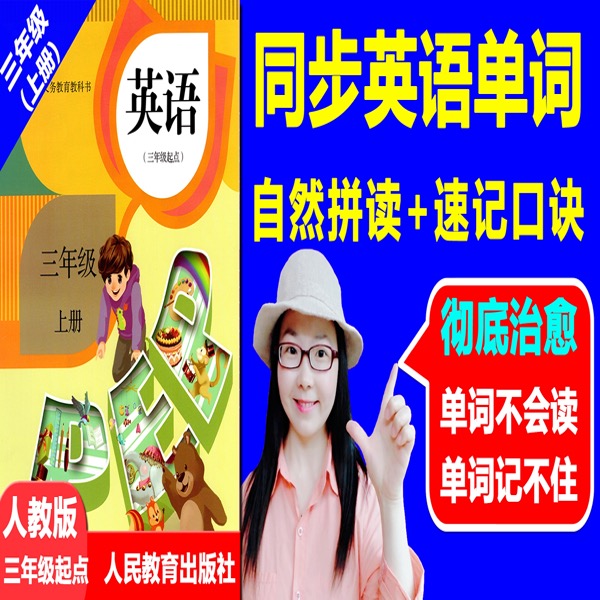 三年级
(上册)
义务教育教科书
英语
(三年级起点)
三年级
上册
PEP
人教版
三年级起点
人民教育出版社
同步英语单词
自然拼读+速记口诀
彻底治愈
单词不会读
单词记不住